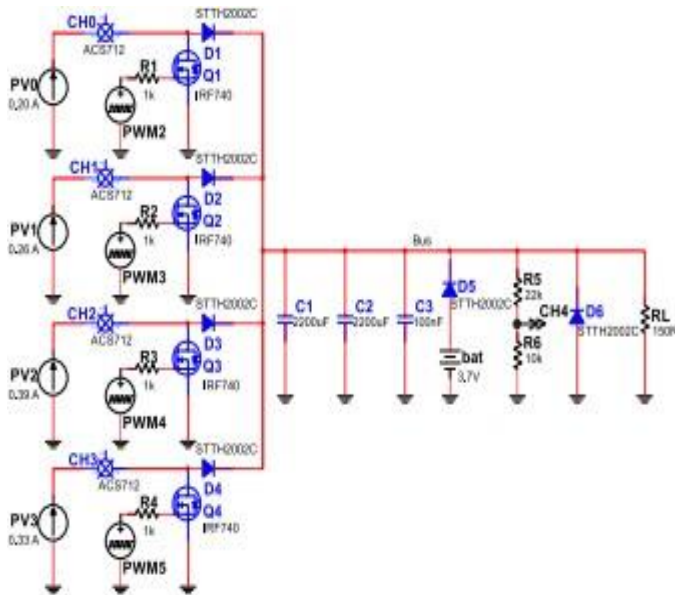 STTH2002C
CH0
ACS712
D1
Q1
IRF740
R1
1k
PV0
0.20 A
PWM2
STTH2002C
CH1
ACS712
D2
Q2
IRF740
R2
1k
PV1
0.26 A
PWM3
STTH2002C
CH2
ACS712
D3
Q3
IRF740
R3
1k
PV2
0.39 A
PWM4
STTH2002C
CH3
ACS712
D4
Q4
IRF740
R4
1k
PV3
0.33 A
PWM5
Bus
C1
2200uF
C2
2200uF
C3
100nF
D5
STTH2002C
bat
3.7V
R5
22k
CH4
R6
10k
D6
STTH2002C
RL